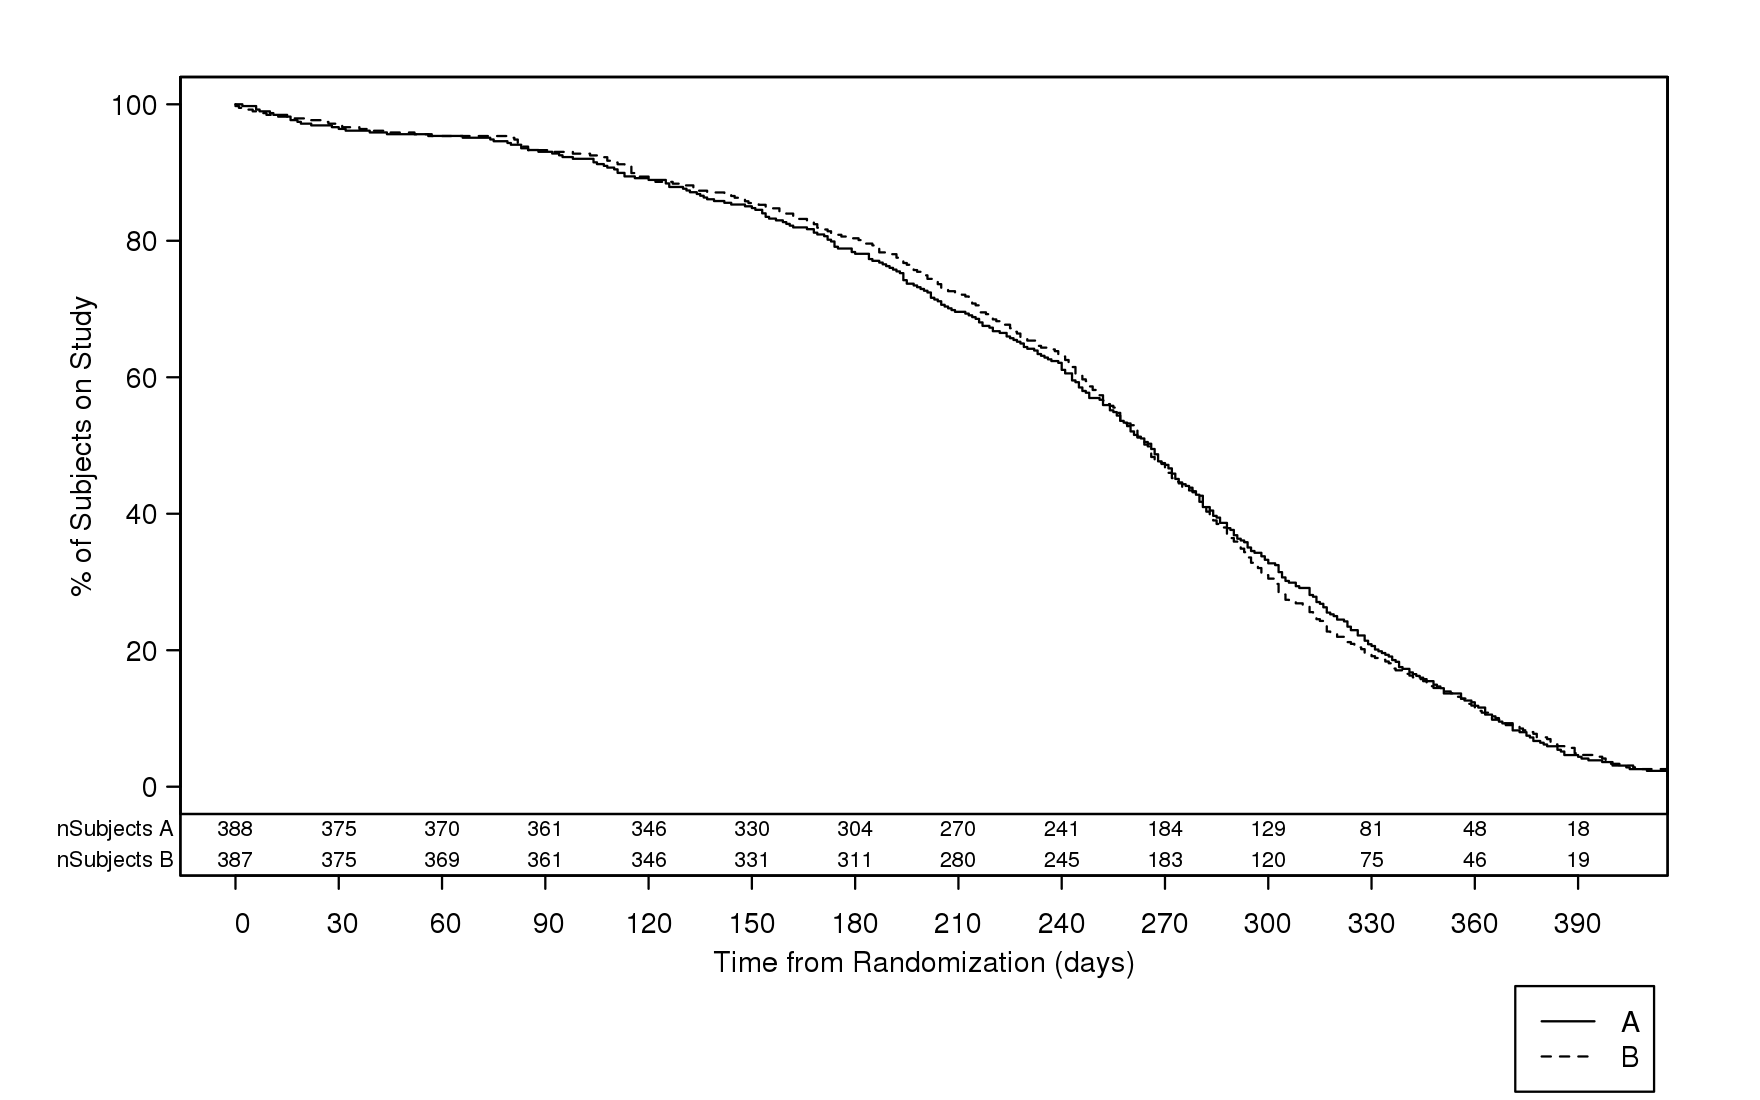 100
80
60
40
20
0
% of Subjects on Study
nSubjects A 388 375 370 361 346 330 304 270 241 184 129 81 48 18
nSubjects B 387 375 369 361 346 331 311 280 245 183 120 75 46 19
0 30 60 90 120 150 180 210 240 270 300 330 360 390
Time from Randomization (days)
A
B